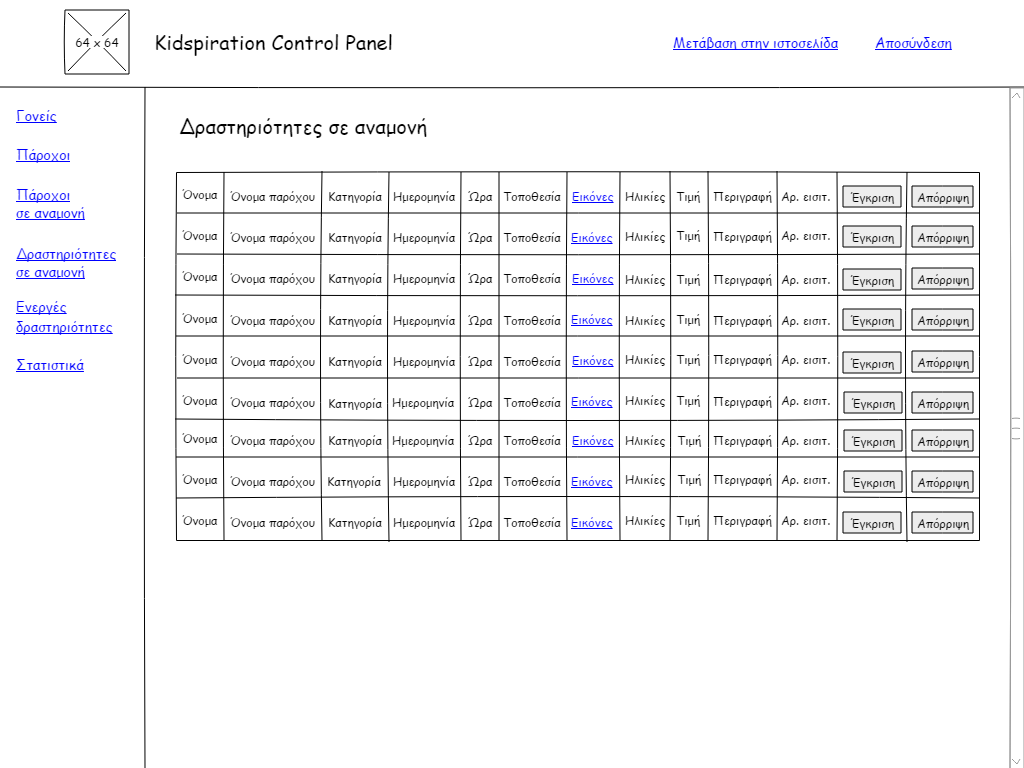 64 x 64
Kidspiration Control Panel
Μετάβαση στην ιστοσελίδα
Αποσύνδεση
Γονείς
Πάροχοι
Πάροχοι
σε αναμονή
Δραστηριότητες
σε αναμονή
Ενεργές
δραστηριότητες
Στατιστικά
Δραστηριότητες σε αναμονή
Όνομα Όνομα παρόχου Κατηγορία Ημερομηνία Ώρα Τοποθεσία Εικόνες Ηλικίες Τιμή Περιγραφή Αρ. εισιτ. Έγκριση Απόρριψη
Όνομα Όνομα παρόχου Κατηγορία Ημερομηνία Ώρα Τοποθεσία Εικόνες Ηλικίες Τιμή Περιγραφή Αρ. εισιτ. Έγκριση Απόρριψη
Όνομα Όνομα παρόχου Κατηγορία Ημερομηνία Ώρα Τοποθεσία Εικόνες Ηλικίες Τιμή Περιγραφή Αρ. εισιτ. Έγκριση Απόρριψη
Όνομα Όνομα παρόχου Κατηγορία Ημερομηνία Ώρα Τοποθεσία Εικόνες Ηλικίες Τιμή Περιγραφή Αρ. εισιτ. Έγκριση Απόρριψη
Όνομα Όνομα παρόχου Κατηγορία Ημερομηνία Ώρα Τοποθεσία Εικόνες Ηλικίες Τιμή Περιγραφή Αρ. εισιτ. Έγκριση Απόρριψη
Όνομα Όνομα παρόχου Κατηγορία Ημερομηνία Ώρα Τοποθεσία Εικόνες Ηλικίες Τιμή Περιγραφή Αρ. εισιτ. Έγκριση Απόρριψη
Όνομα Όνομα παρόχου Κατηγορία Ημερομηνία Ώρα Τοποθεσία Εικόνες Ηλικίες Τιμή Περιγραφή Αρ. εισιτ. Έγκριση Απόρριψη
Όνομα Όνομα παρόχου Κατηγορία Ημερομηνία Ώρα Τοποθεσία Εικόνες Ηλικίες Τιμή Περιγραφή Αρ. εισιτ. Έγκριση Απόρριψη
Όνομα Όνομα παρόχου Κατηγορία Ημερομηνία Ώρα Τοποθεσία Εικόνες Ηλικίες Τιμή Περιγραφή Αρ. εισιτ. Έγκριση Απόρριψη